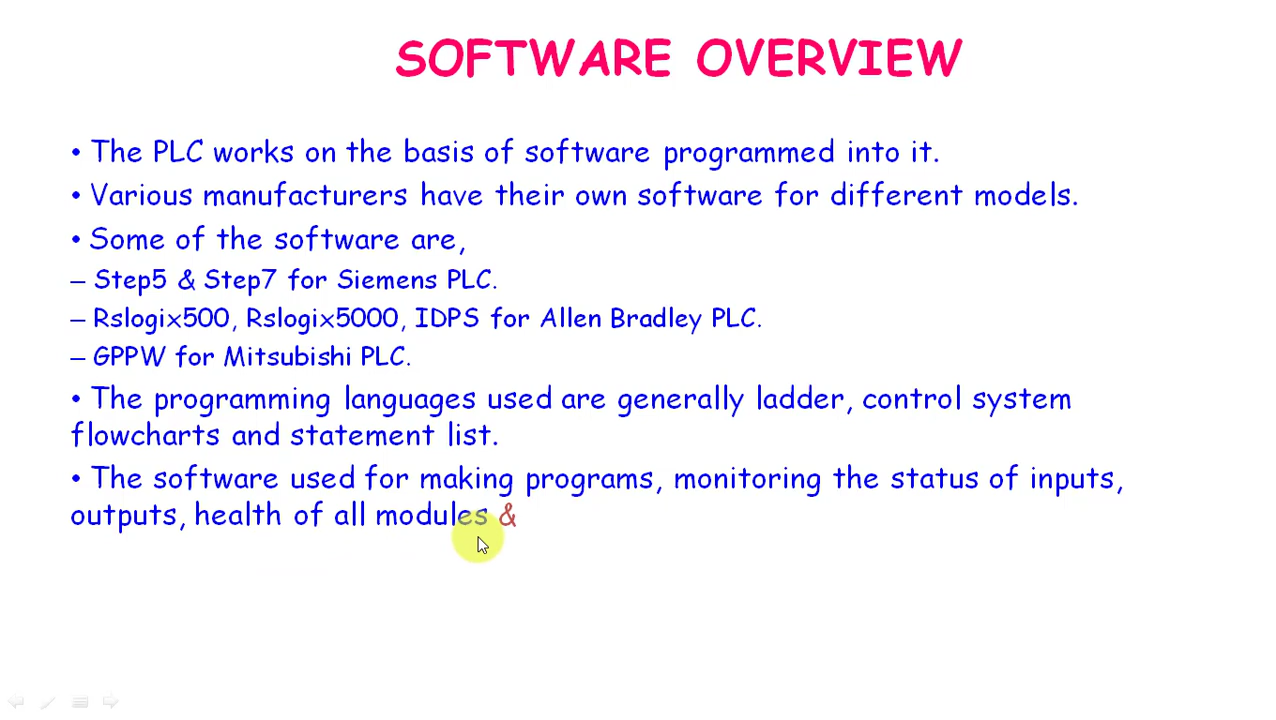 SOFTWARE OVERVIEW
• The PLC works on the basis of software programmed into it.
• Various manufacturers have their own software for different models.
• Some of the software are,
– Step5 & Step7 for Siemens PLC.
– Rslogix500, Rslogix5000, IDPS for Allen Bradley PLC.
– GPPW for Mitsubishi PLC.
• The programming languages used are generally ladder, control system
flowcharts and statement list.
• The software used for making programs, monitoring the status of inputs,
outputs, health of all modules &